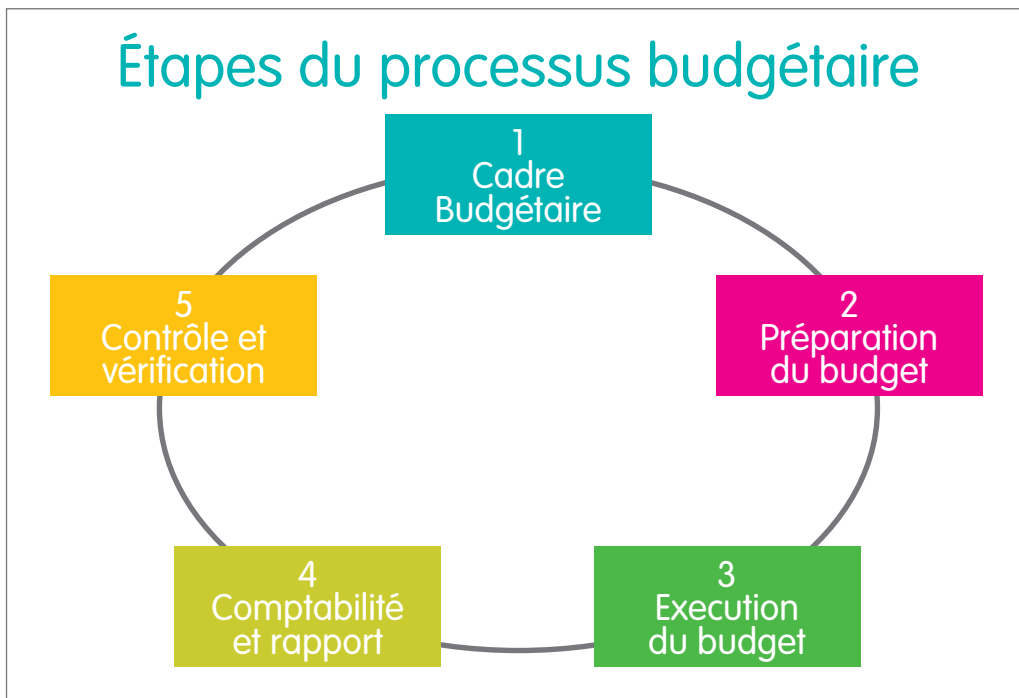 Étapes du processus budgétaire
1
Cadre
Budgétaire
2
Préparation
du budget
3
Execution
du budget
4
Comptabilité
et rapport
5
Contrôle et
vérification